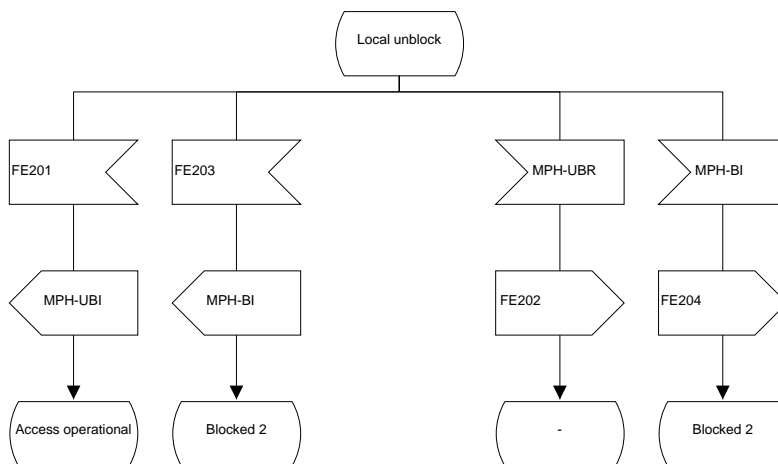 Local unblock
FE201
FE203
MPH-UBR
MPH-BI
MPH-UBI
MPH-BI
FE202
FE204
Access operational
Blocked 2
-
Blocked 2